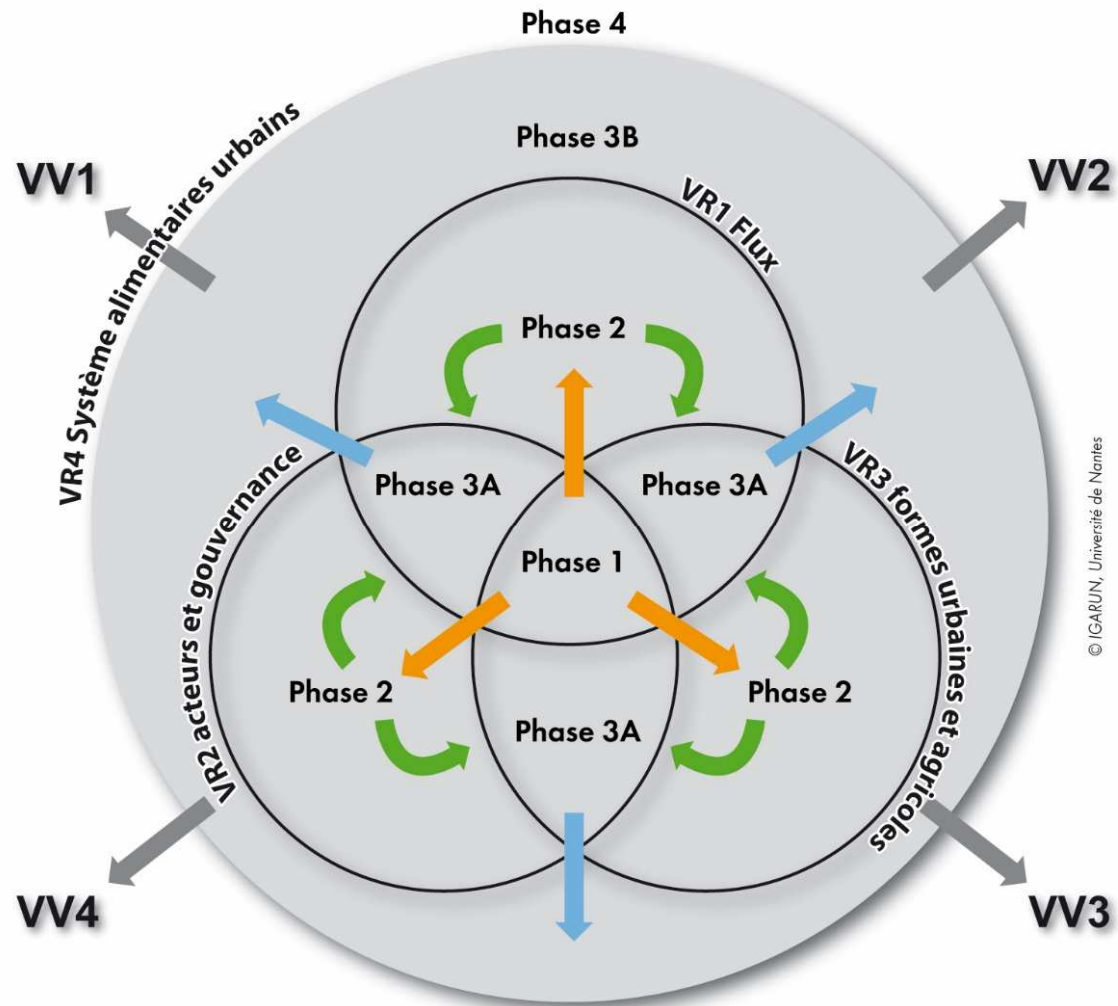 Phase 4
Phase 3B
VV1
VV2
VR4 Système alimentaires urbains
VR1 Flux
Phase 2
Phase 3A
Phase 3A
VR2 acteurs et gouvernance
VR3 formes urbaines et agricoles
Phase 1
© IGARUN, Université de Nantes
Phase 2
Phase 2
Phase 3A
VV4
VV3